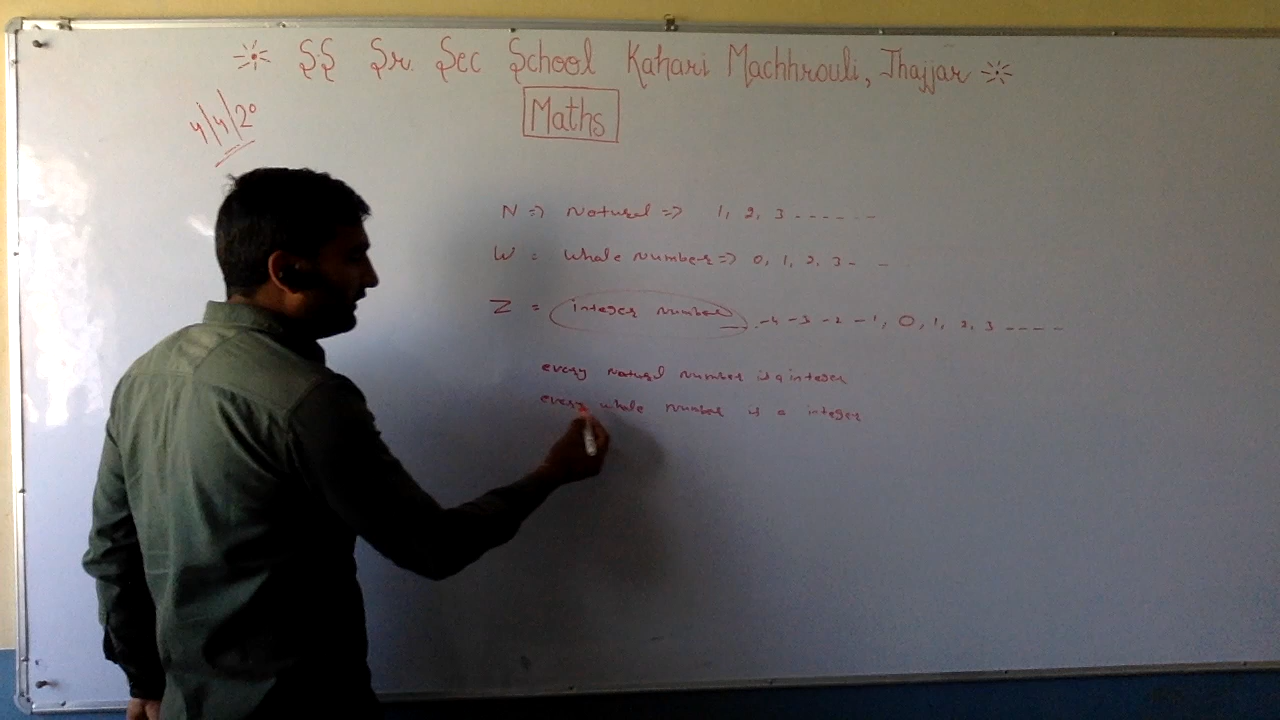 SS Sr. Sec School Kahari Machhrouli, Jhajjar
4/4/20
Maths
N => Natural => 1, 2, 3 - - - - - -
W = Whole number => 0, 1, 2, 3 - -
Z = integer number - - . -4 -3 -2 -1, 0, 1, 2, 3 - - - - -
every natural number is a integer
every whole number is a integer